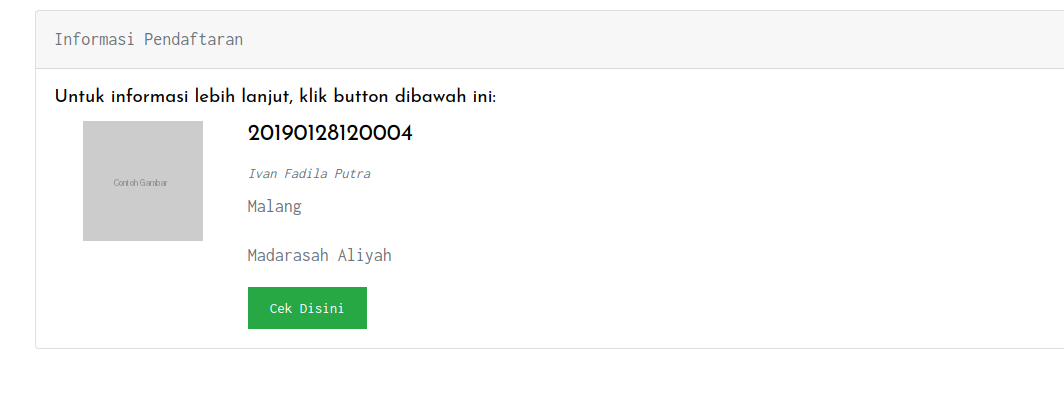 Informasi Pendaftaran
Untuk informasi lebih lanjut, klik button dibawah ini:
Contoh Gambar
20190128120004
Ivan Fadila Putra
Malang
Madarasah Aliyah
Cek Disini